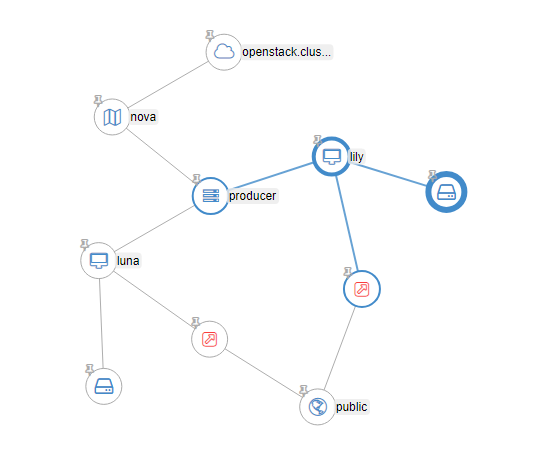 openstack.clus...
nova
lily
producer
luna
public